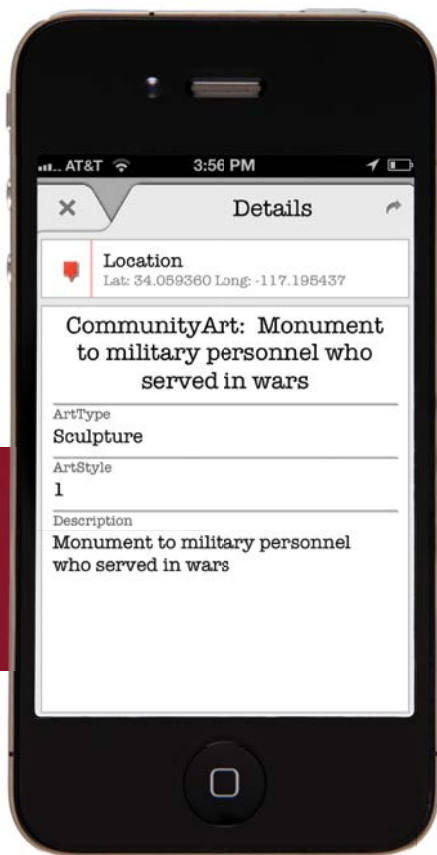 AT&T 3:56 PM
Details
Location
Lat: 34.059360 Long: -117.195437
CommunityArt: Monument
to military personnel who
served in wars
ArtType
Sculpture
ArtStyle
1
Description
Monument to military personnel
who served in wars